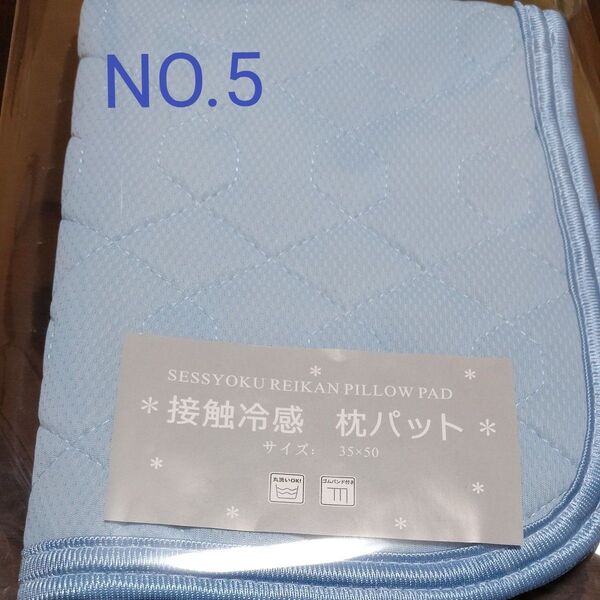 NO.5
SESSYOKU REIKAN PILLOW PAD
*接触冷感 枕パット*
サイズ： 35×50
丸洗いOK!
ゴムバンド付き